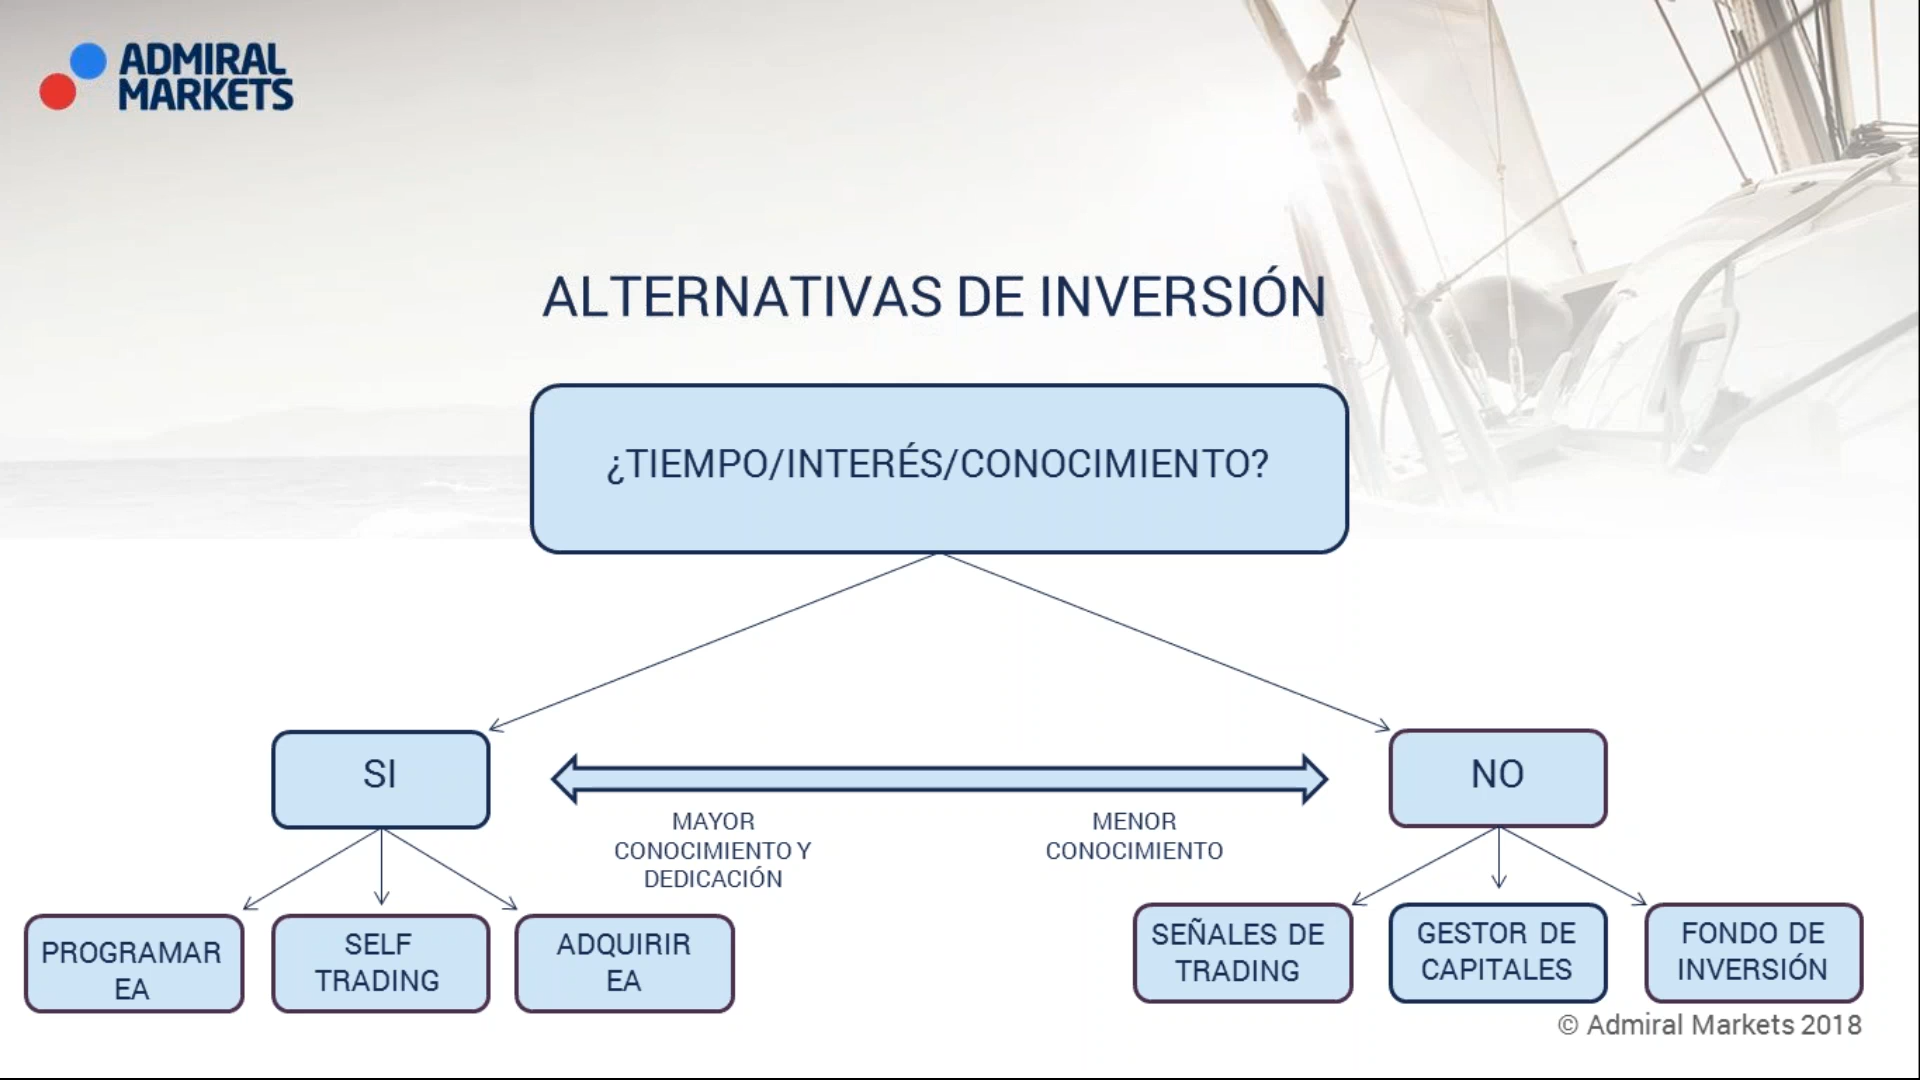 ADMIRAL
MARKETS
ALTERNATIVAS DE INVERSIÓN
¿TIEMPO/INTERÉS/CONOCIMIENTO?
SI
NO
MAYOR
CONOCIMIENTO Y
DEDICACIÓN
MENOR
CONOCIMIENTO
PROGRAMAR
EA
SELF
TRADING
ADQUIRIR
EA
SEÑALES DE
TRADING
GESTOR DE
CAPITALES
FONDO DE
INVERSIÓN
© Admiral Markets 2018